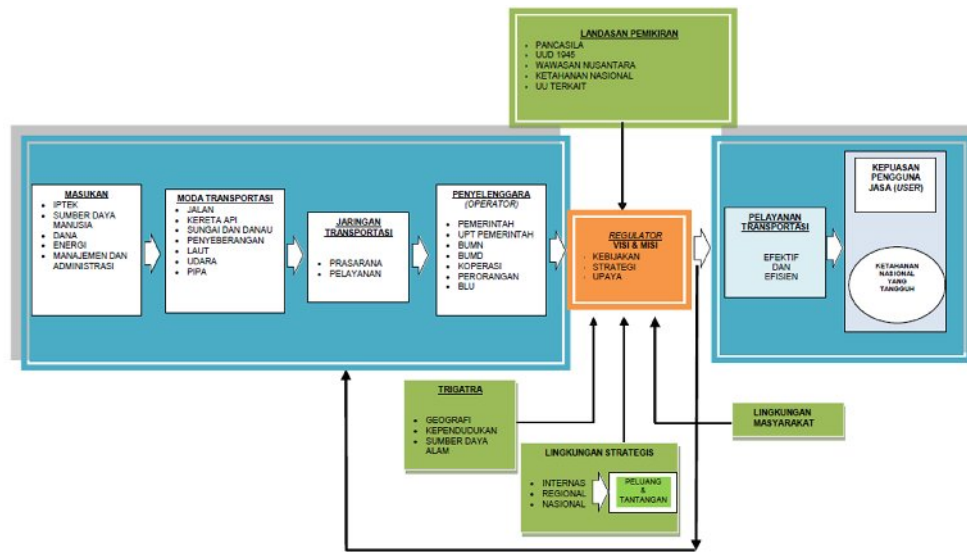 LANDASAN PEMIKIRAN
• PANCASILA
• UUD 1945
• WAWASAN NUSANTARA
• KETAHANAN NASIONAL
• UU TERKAIT
MASUKAN
• IPTEK
• SUMBER DAYA
MANUSIA
• DANA
• ENERGI
• MANAJEMEN DAN
ADMINISTRASI
MODA TRANSPORTASI
• JALAN
• KERETA API
• SUNGAI DAN DANAU
• PENYEBERANGAN
• LAUT
• UDARA
• PIPA
JARINGAN
TRANSPORTASI
• PRASARANA
• PELAYANAN
PENYELENGGARA
(OPERATOR)
• PEMERINTAH
• UPT PEMERINTAH
• BUMN
• BUMD
• KOPERASI
• PERORANGAN
• BLU
REGULATOR
VISI & MISI
• KEBIJAKAN
• STRATEGI
• UPAYA
PELAYANAN
TRANSPORTASI
EFEKTIF
DAN
EFISIEN
KEPUASAN
PENGGUNA
JASA (USER)
KETAHANAN
NASIONAL
YANG
TANGGUH
TRIGATRA
• GEOGRAFI
• KEPENDUDUKAN
• SUMBER DAYA
ALAM
LINGKUNGAN STRATEGIS
• INTERNAS
• REGIONAL
• NASIONAL
PELUANG
&
TANTANGAN
LINGKUNGAN
MASYARAKAT